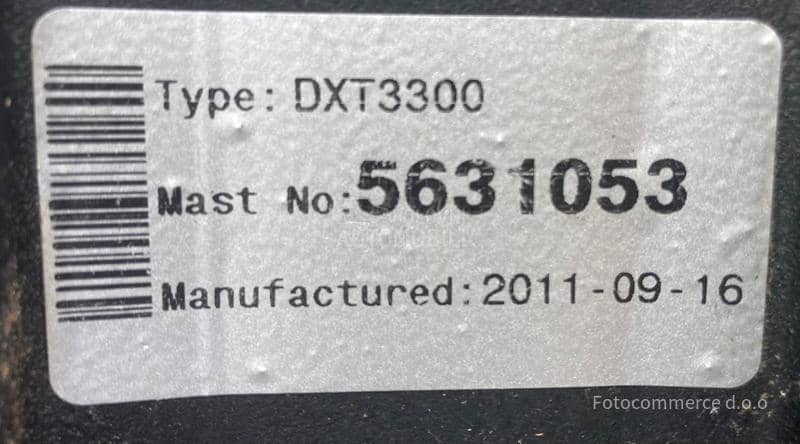 Type: DXT3300
Mast No:5631053
Manufactured:2011-09-16
Fotocommerce d.o.o